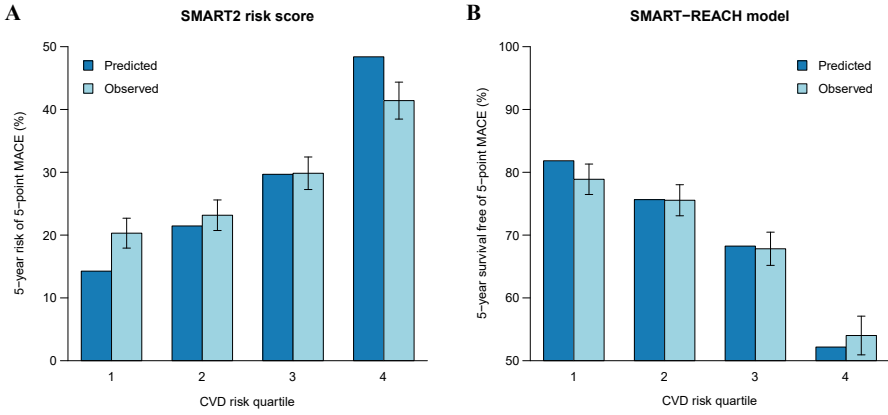 A
SMART2 risk score
5−year risk of 5−point MACE (%)
50
40
30
20
10
0
Predicted
Observed
1 2 3 4
CVD risk quartile
B
SMART−REACH model
5−year survival free of 5−point MACE (%)
100
90
80
70
60
50
Predicted
Observed
1 2 3 4
CVD risk quartile